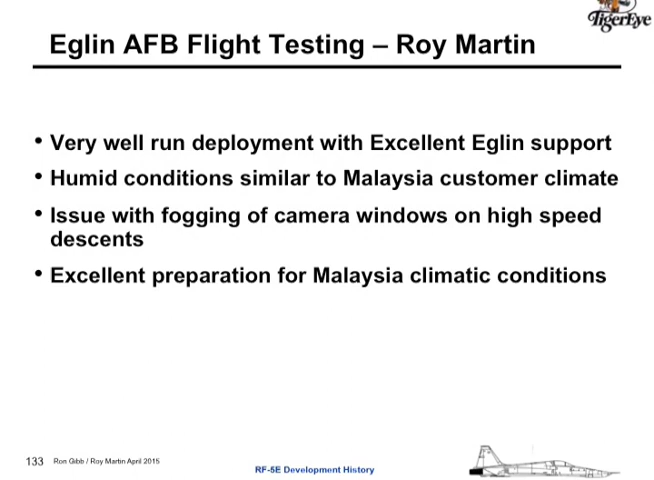 TigerEye
Eglin AFB Flight Testing – Roy Martin
• Very well run deployment with Excellent Eglin support
• Humid conditions similar to Malaysia customer climate
• Issue with fogging of camera windows on high speed
descents
• Excellent preparation for Malaysia climatic conditions
133 Ron Gibb / Roy Martin April 2015
RF-5E Development History